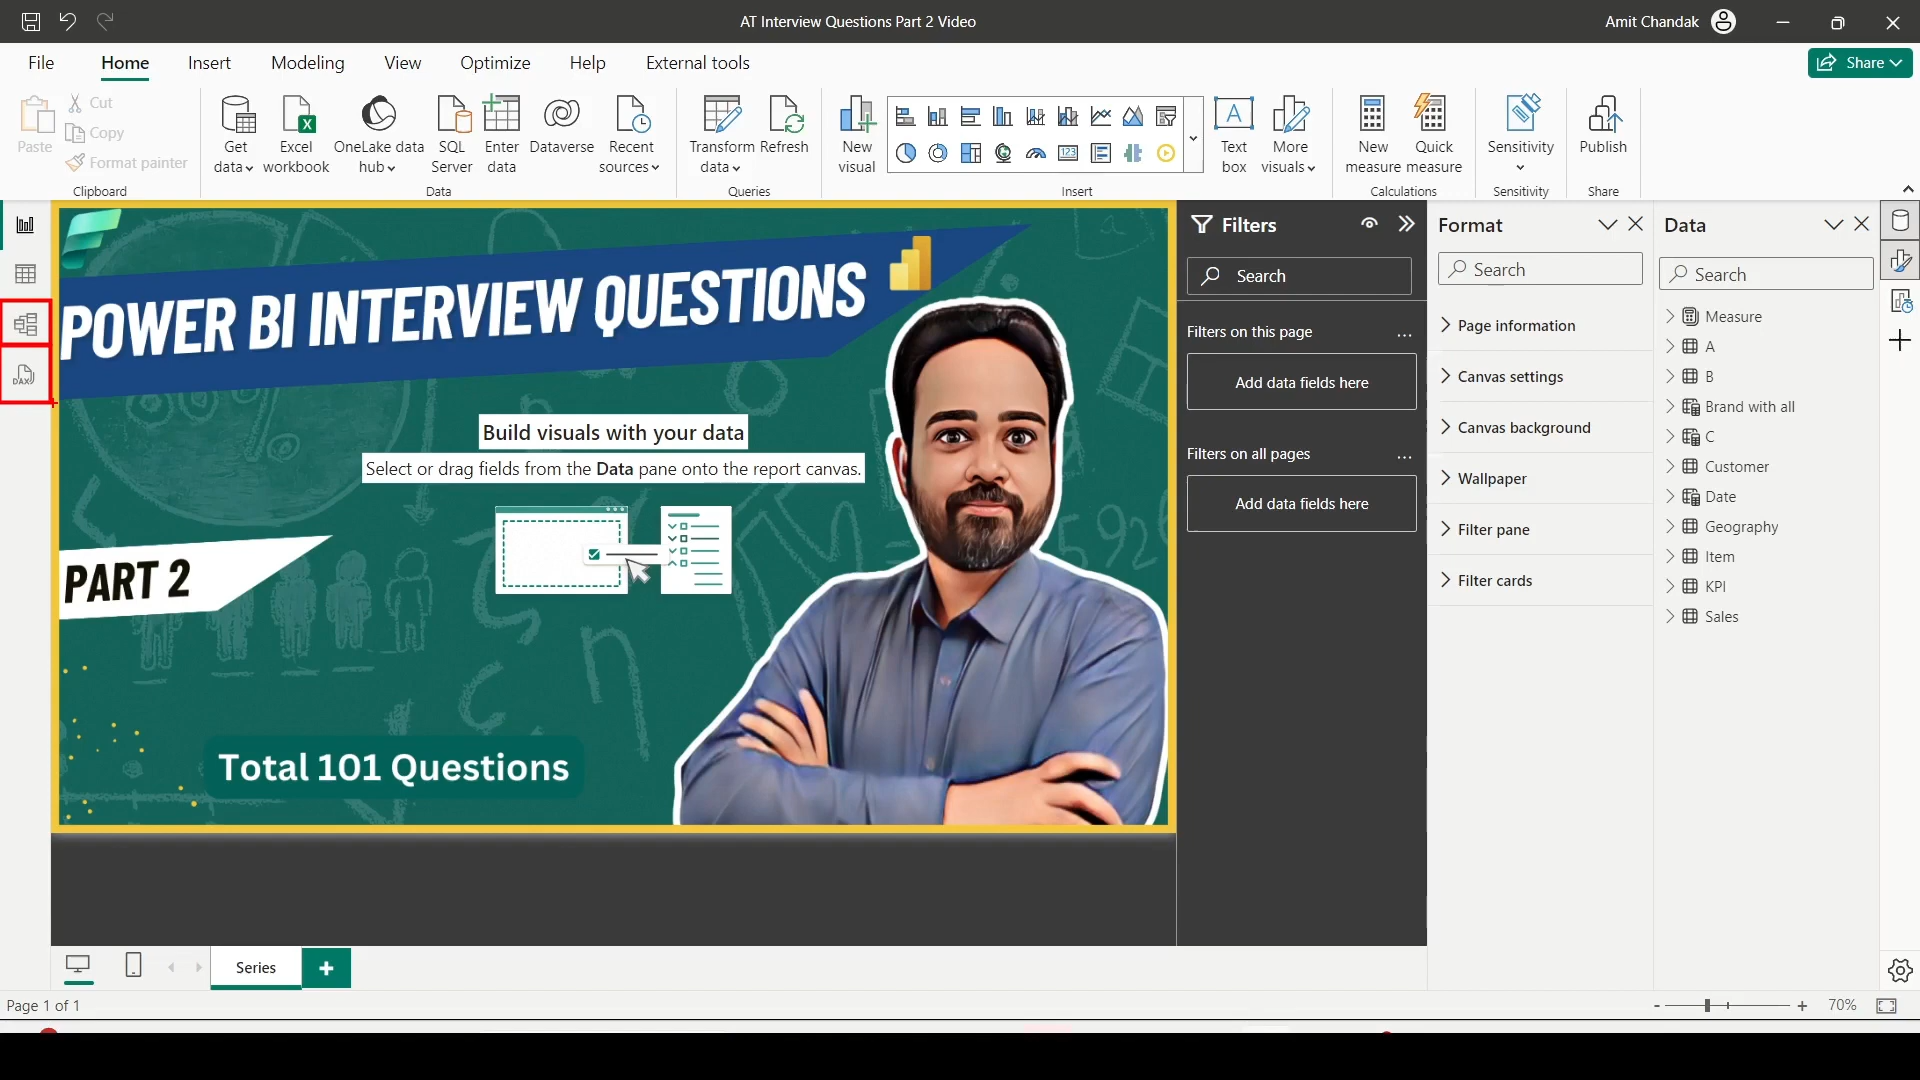 AT Interview Questions Part 2 Video
Amit Chandak
File
Home
Insert
Modeling
View
Optimize
Help
External tools
Share
Paste
Cut
Copy
Format painter
Clipboard
Get data
Excel workbook
OneLake data hub
SQL Server
Enter data
Dataverse
Recent sources
Data
Transform data
Refresh
Queries
New visual
123
Insert
A
Text box
More visuals
New measure
Quick measure
Calculations
Sensitivity
Sensitivity
Publish
Share
DAX
POWER BI INTERVIEW QUESTIONS
Build visuals with your data
Select or drag fields from the Data pane onto the report canvas.
PART 2
Total 101 Questions
Filters
Search
Filters on this page
...
Add data fields here
Filters on all pages
...
Add data fields here
Format
Search
Page information
Canvas settings
Canvas background
Wallpaper
Filter pane
Filter cards
Data
Search
Measure
A
B
Brand with all
C
Customer
Date
Geography
Item
KPI
Sales
Series
Page 1 of 1
70%